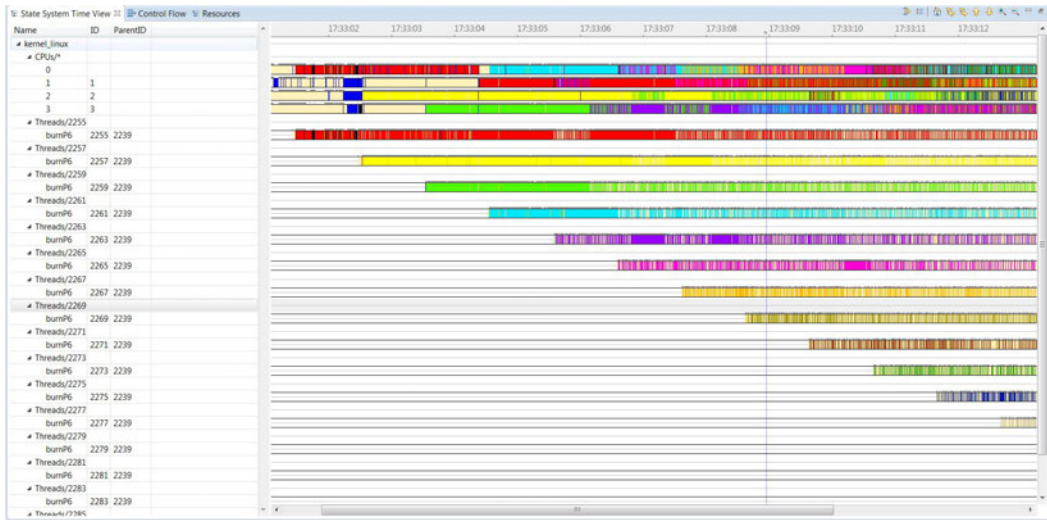 State System Time View Control Flow Resources
Name ID ParentID 17:33:02 17:33:03 17:33:04 17:33:05 17:33:06 17:33:07 17:33:08 17:33:09 17:33:10 17:33:11 17:33:12
kernel_linux
CPUs/*
0
1 1
2 2
3 3
Threads/2255
burnP6 2255 2239
Threads/2257
burnP6 2257 2239
Threads/2259
burnP6 2259 2239
Threads/2261
burnP6 2261 2239
Threads/2263
burnP6 2263 2239
Threads/2265
burnP6 2265 2239
Threads/2267
burnP6 2267 2239
Threads/2269
burnP6 2269 2239
Threads/2271
burnP6 2271 2239
Threads/2273
burnP6 2273 2239
Threads/2275
burnP6 2275 2239
Threads/2277
burnP6 2277 2239
Threads/2279
burnP6 2279 2239
Threads/2281
burnP6 2281 2239
Threads/2283
burnP6 2283 2239
Threads/2285